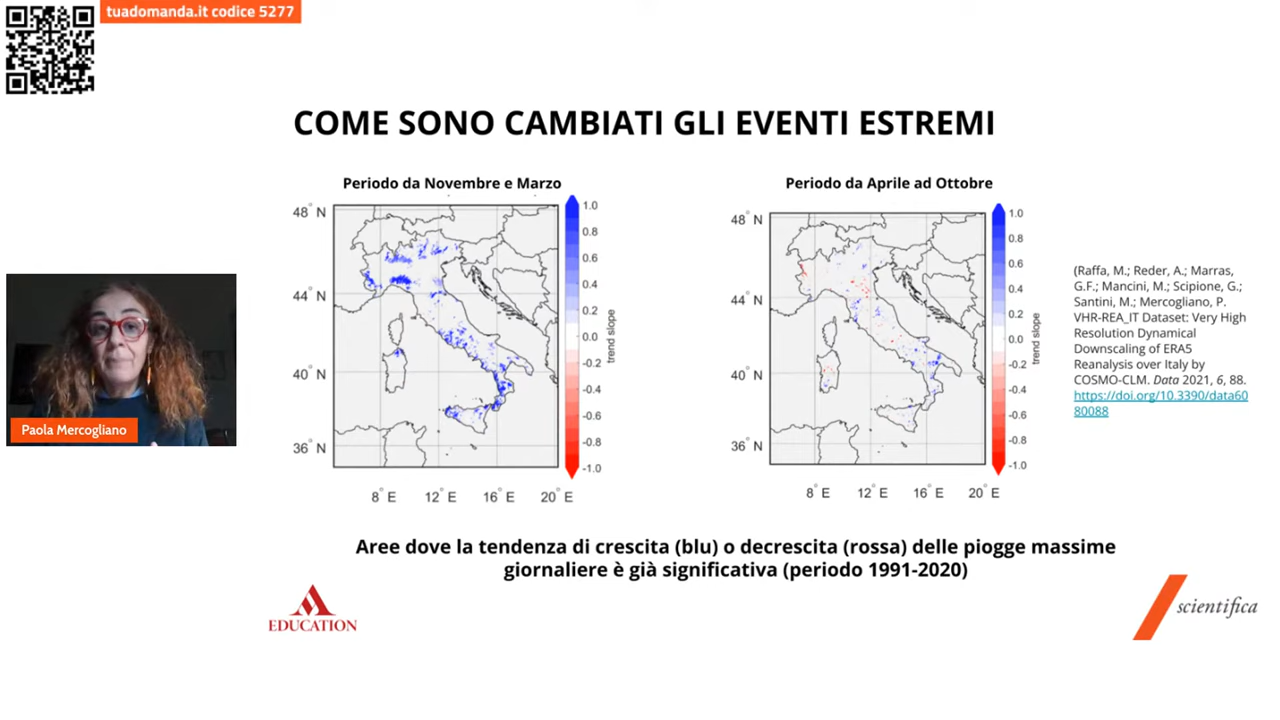 tuadomanda.it codice 5277
COME SONO CAMBIATI GLI EVENTI ESTREMI
Periodo da Novembre e Marzo
48° N
44° N
40° N
36° N
8° E
12° E
16° E
20° E
1.0
0.8
0.6
0.4
0.2
0.0
-0.2
-0.4
-0.6
-0.8
-1.0
trend slope
Periodo da Aprile ad Ottobre
48° N
44° N
40° N
36° N
8° E
12° E
16° E
20° E
1.0
0.8
0.6
0.4
0.2
0.0
-0.2
-0.4
-0.6
-0.8
-1.0
trend slope
(Raffa, M.; Reder, A.; Marras,
G.F.; Mancini, M.; Scipione, G.;
Santini, M.; Mercogliano, P.
VHR-REA_IT Dataset: Very High
Resolution Dynamical
Downscaling of ERA5
Reanalysis over Italy by
COSMO-CLM. Data 2021, 6, 88.
https://doi.org/10.3390/data60
80088
Paola Mercogliano
Aree dove la tendenza di crescita (blu) o decrescita (rossa) delle piogge massime
giornaliere è già significativa (periodo 1991-2020)
EDUCATION
scientifica